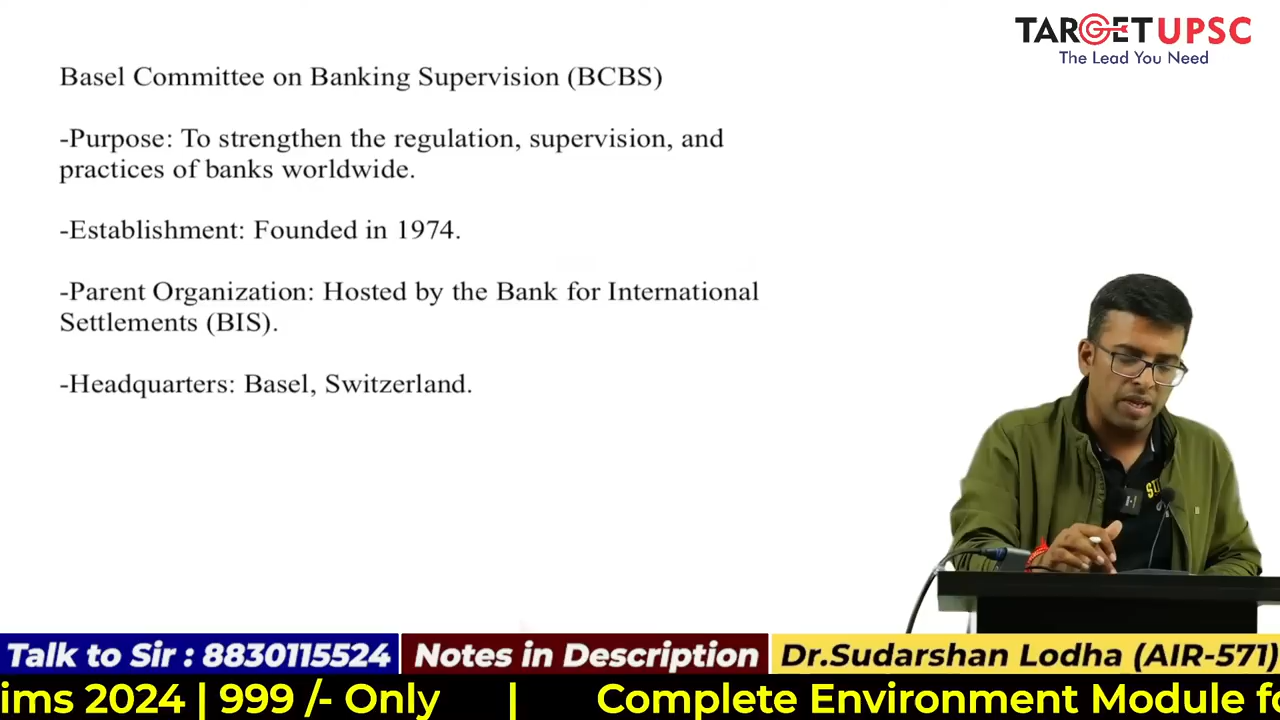 TARGETUPSC
The Lead You Need
Basel Committee on Banking Supervision (BCBS)
-Purpose: To strengthen the regulation, supervision, and
practices of banks worldwide.
-Establishment: Founded in 1974.
-Parent Organization: Hosted by the Bank for International
Settlements (BIS).
-Headquarters: Basel, Switzerland.
Talk to Sir : 8830115524
Notes in Description
Dr.Sudarshan Lodha (AIR-571)
ims 2024 | 999 /- Only | Complete Environment Module fo